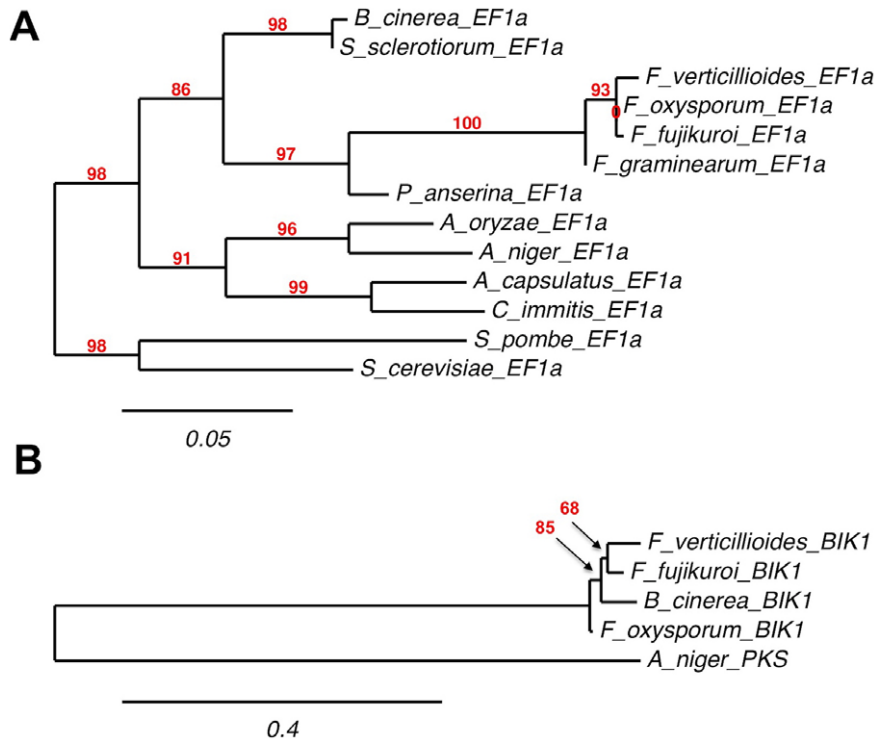 A
98 B_cinerea_EF1a
S_sclerotiorum_EF1a
86 F_verticillioides_EF1a
93 F_oxysporum_EF1a
0
100 F_fujikuroi_EF1a
97 F_graminearum_EF1a
98 P_anserina_EF1a
96 A_oryzae_EF1a
91 A_niger_EF1a
99 A_capsulatus_EF1a
C_immitis_EF1a
98 S_pombe_EF1a
S_cerevisiae_EF1a
0.05
B
68
85
F_verticillioides_BIK1
F_fujikuroi_BIK1
B_cinerea_BIK1
F_oxysporum_BIK1
A_niger_PKS
0.4